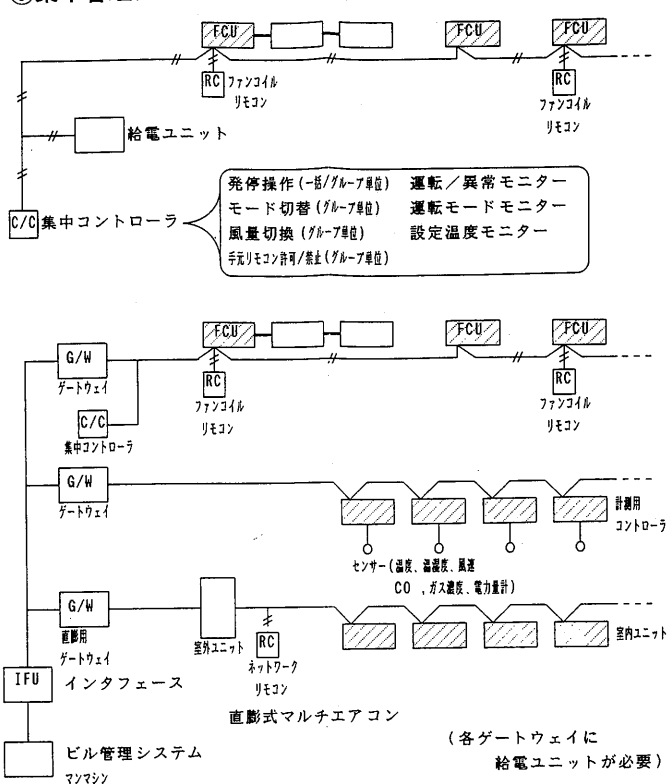 FCU FCU FCU
RC ファンコイル
リモコン
RC
ファンコイル
リモコン
給電ユニット
C/C 集中コントローラ
発停操作(一括/グループ単位) 運転/異常モニター
モード切替(グループ単位) 運転モードモニター
風量切換(グループ単位) 設定温度モニター
手元リモコン許可/禁止(グループ単位)
FCU FCU FCU
G/W
ゲートウェイ
RC
ファンコイル
リモコン
RC
ファンコイル
リモコン
C/C
集中コントローラ
G/W
ゲートウェイ
計測用
コントローラ
センサー(温度、温湿度、風速
CO ,ガス濃度、電力量計)
G/W
直膨用
ゲートウェイ
室外ユニット
RC
ネットワーク
リモコン
室内ユニット
IFU インタフェース
直膨式マルチエアコン
ビル管理システム
マンマシン
(各ゲートウェイに
給電ユニットが必要)